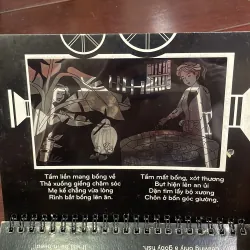 Tấm liền mang bống về
Thả xuống giếng chăm sóc
Mẹ kế chẳng vừa lòng
Rình bắt bống lên ăn.
Tấm mất bống, xót thương
Bụt hiện lên an ủi
Dặn tìm lấy bộ xương
Chôn ở bốn góc giường.